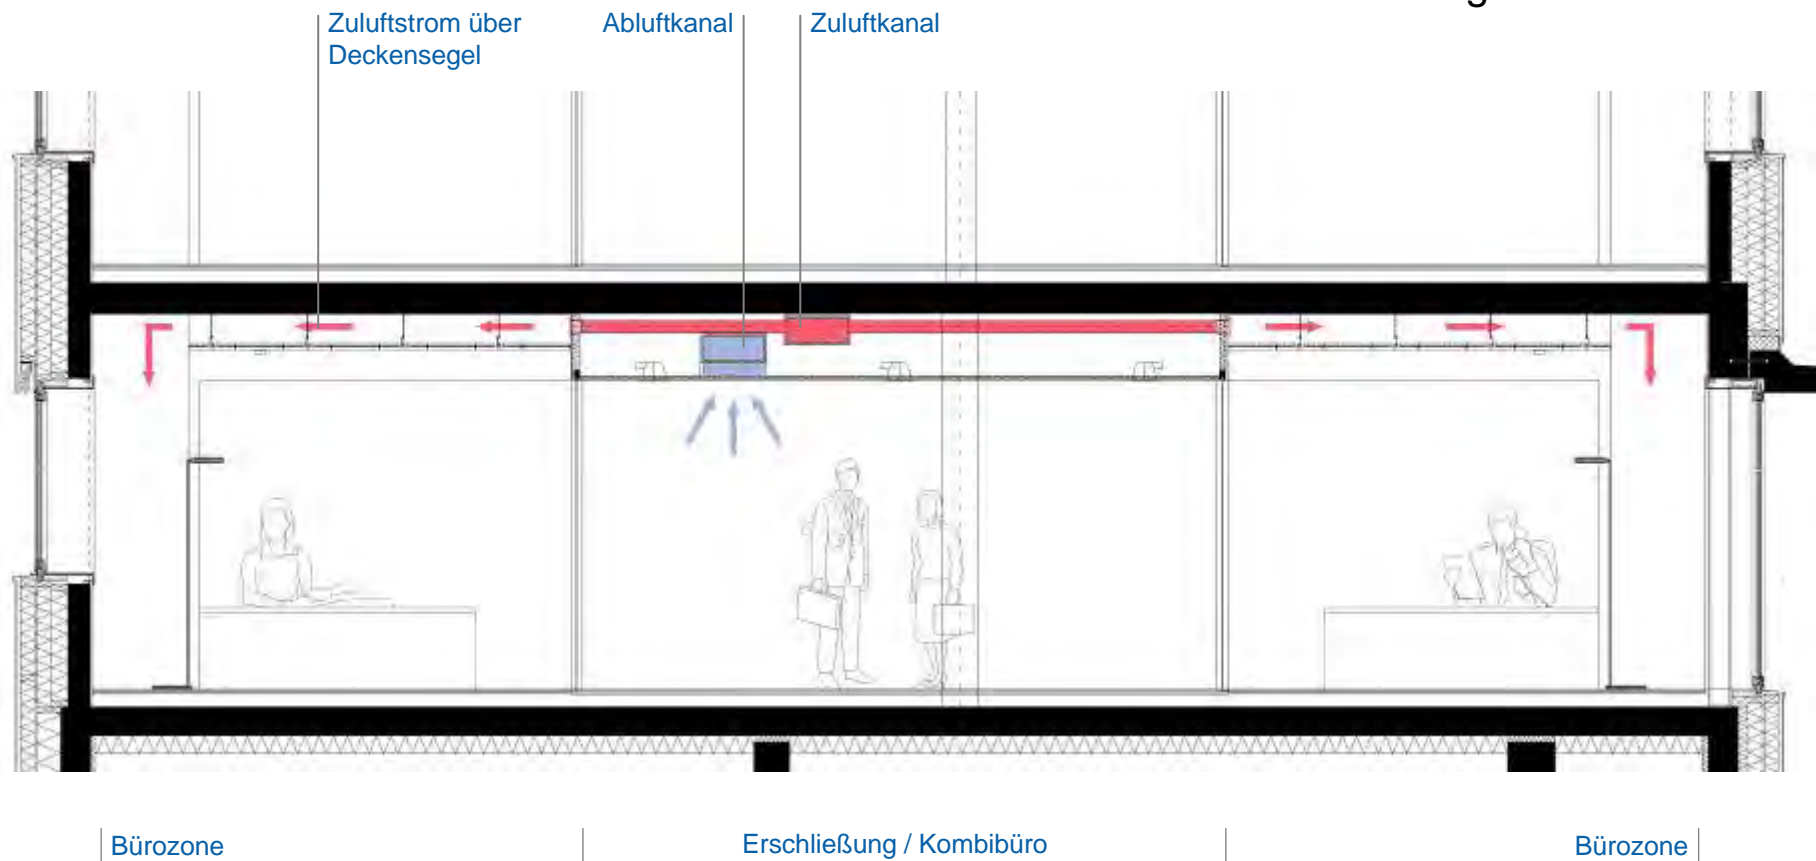 Zuluftstrom über
Deckensegel
Abluftkanal
Zuluftkanal
Bürozone
Erschließung / Kombibüro
Bürozone